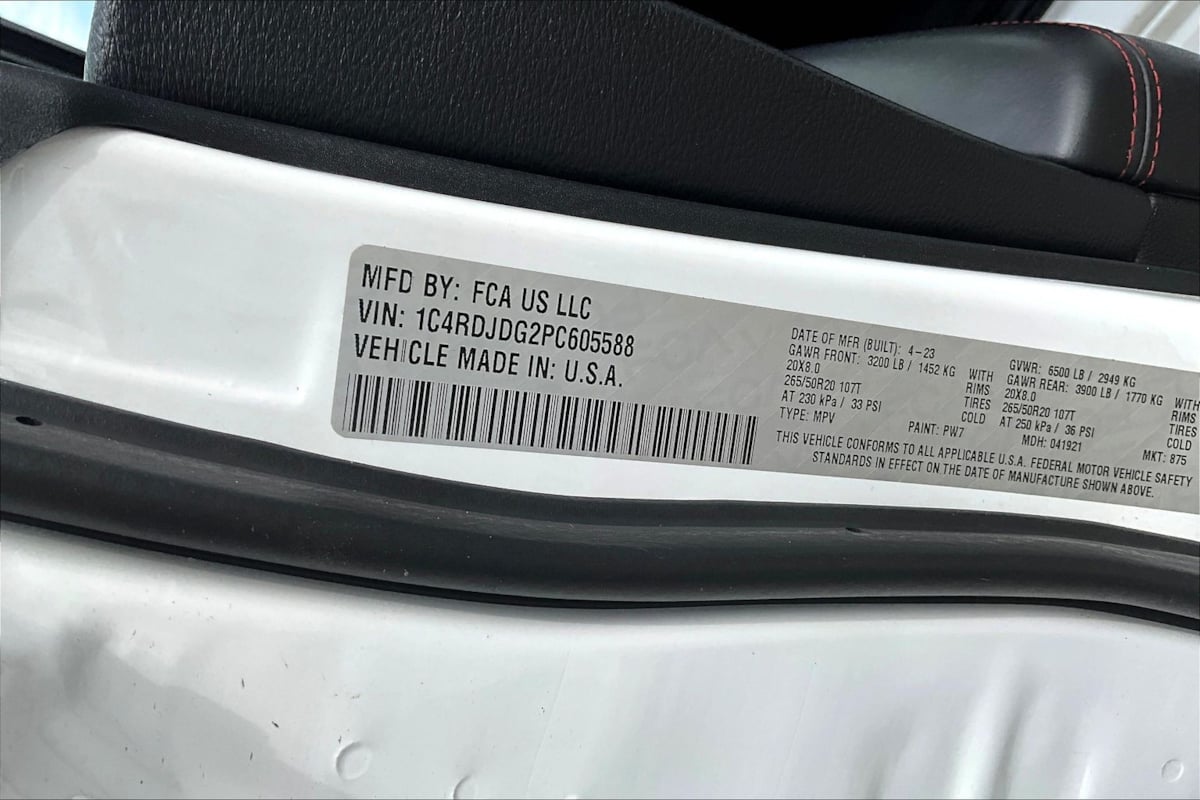 MFD BY: FCA US LLC
VIN: 1C4RDJDG2PC605588
VEHICLE MADE IN: U.S.A.
DATE OF MFR (BUILT): 4-23
GAWR FRONT: 3200 LB / 1452 KG WITH
20X8.0 RIMS
265/50R20 107T TIRES
AT 230 kPa / 33 PSI COLD
TYPE: MPV PAINT: PW7
GVWR: 6500 LB / 2949 KG
GAWR REAR: 3900 LB / 1770 KG WITH
20X8.0 RIMS
265/50R20 107T TIRES
AT 250 kPa / 36 PSI COLD
MDH: 041921 MKT: 875
THIS VEHICLE CONFORMS TO ALL APPLICABLE U.S.A. FEDERAL MOTOR VEHICLE SAFETY
STANDARDS IN EFFECT ON THE DATE OF MANUFACTURE SHOWN ABOVE.